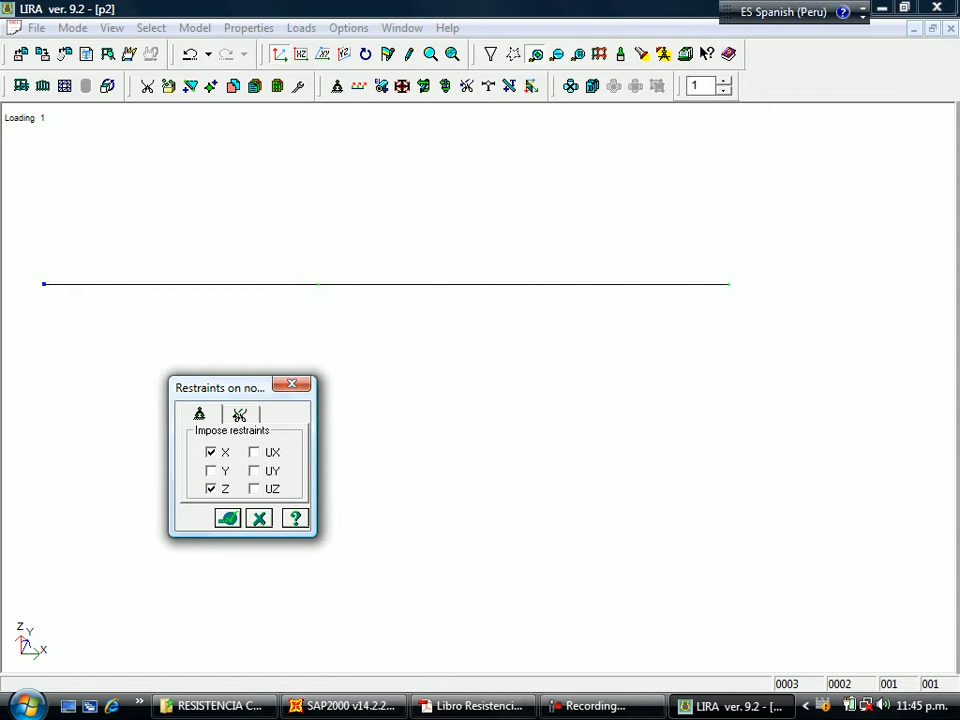 LIRA ver. 9.2 - [p2]
ES Spanish (Peru)
File Mode View Select Model Properties Loads Options Window Help
XZ
1
Loading 1
Restraints on no...
Impose restraints
X UX
Y UY
Z UZ
?
Z
Y
X
0003 0002 001 001
RESISTENCIA C...
SAP2000 v14.2.2...
Libro Resistenci...
Recording...
LIRA ver. 9.2 - [...
11:45 p.m.